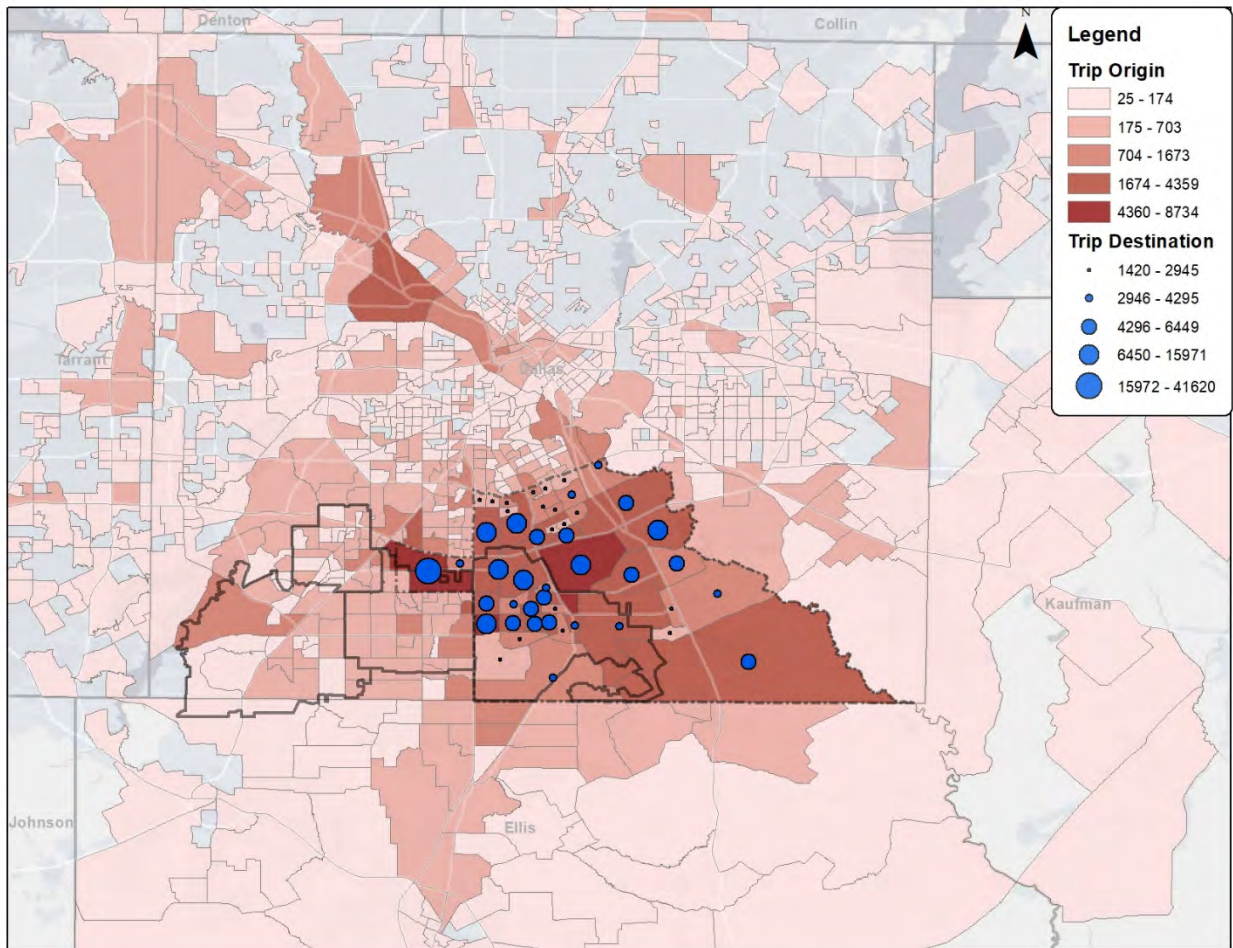 Denton
Collin
N
Legend
Trip Origin
25 - 174
175 - 703
704 - 1673
1674 - 4359
4360 - 8734
Trip Destination
1420 - 2945
2946 - 4295
4296 - 6449
6450 - 15971
15972 - 41620
Tarrant
Dallas
Kaufman
Johnson
Ellis